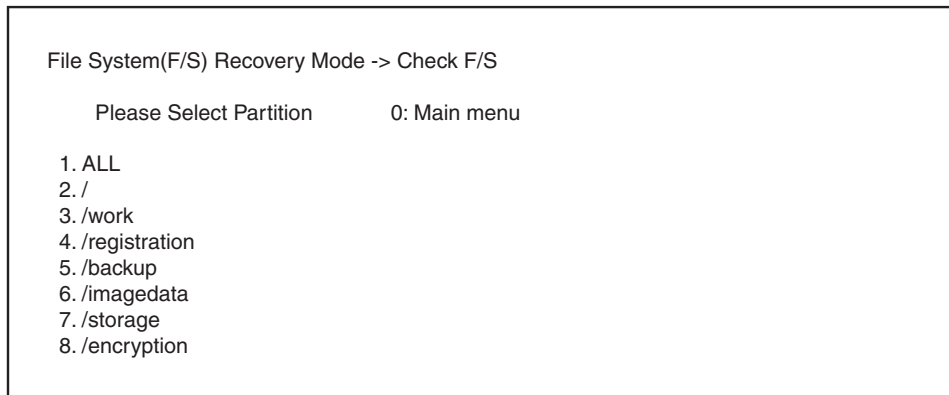 File System(F/S) Recovery Mode -> Check F/S
Please Select Partition 0: Main menu
1. ALL
2. /
3. /work
4. /registration
5. /backup
6. /imagedata
7. /storage
8. /encryption